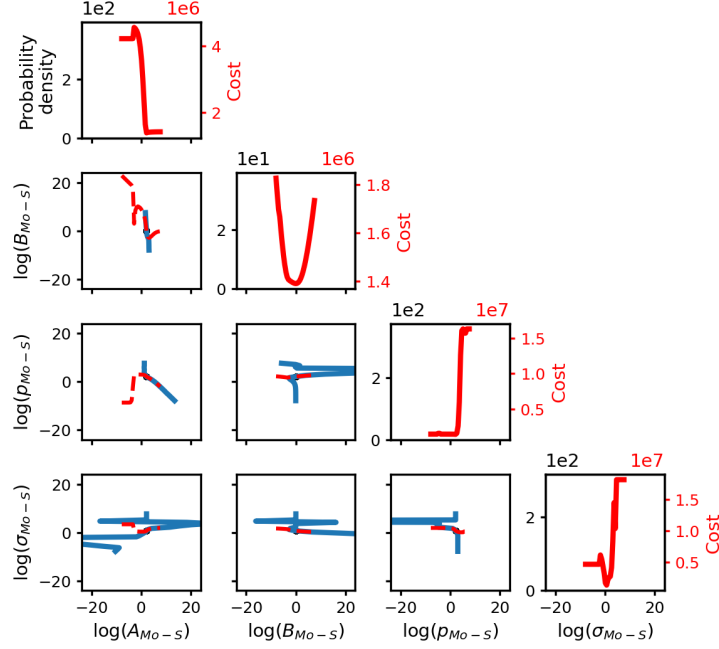 1e2 1e6
Probability density
2
0
4
2
Cost
1e1 1e6
log(B_{Mo−S})
20
0
−20
2
0
1.8
1.6
1.4
Cost
−20 0 20
1e2 1e7
log(p_{Mo−S})
20
0
−20
2
0
1.5
1.0
0.5
Cost
1e2 1e7
log(σ_{Mo−S})
20
0
−20
2
0
1.5
1.0
0.5
Cost
−20 0 20 −20 0 20 −20 0 20 −20 0 20
log(A_{Mo−S}) log(B_{Mo−S}) log(p_{Mo−S}) log(σ_{Mo−S})